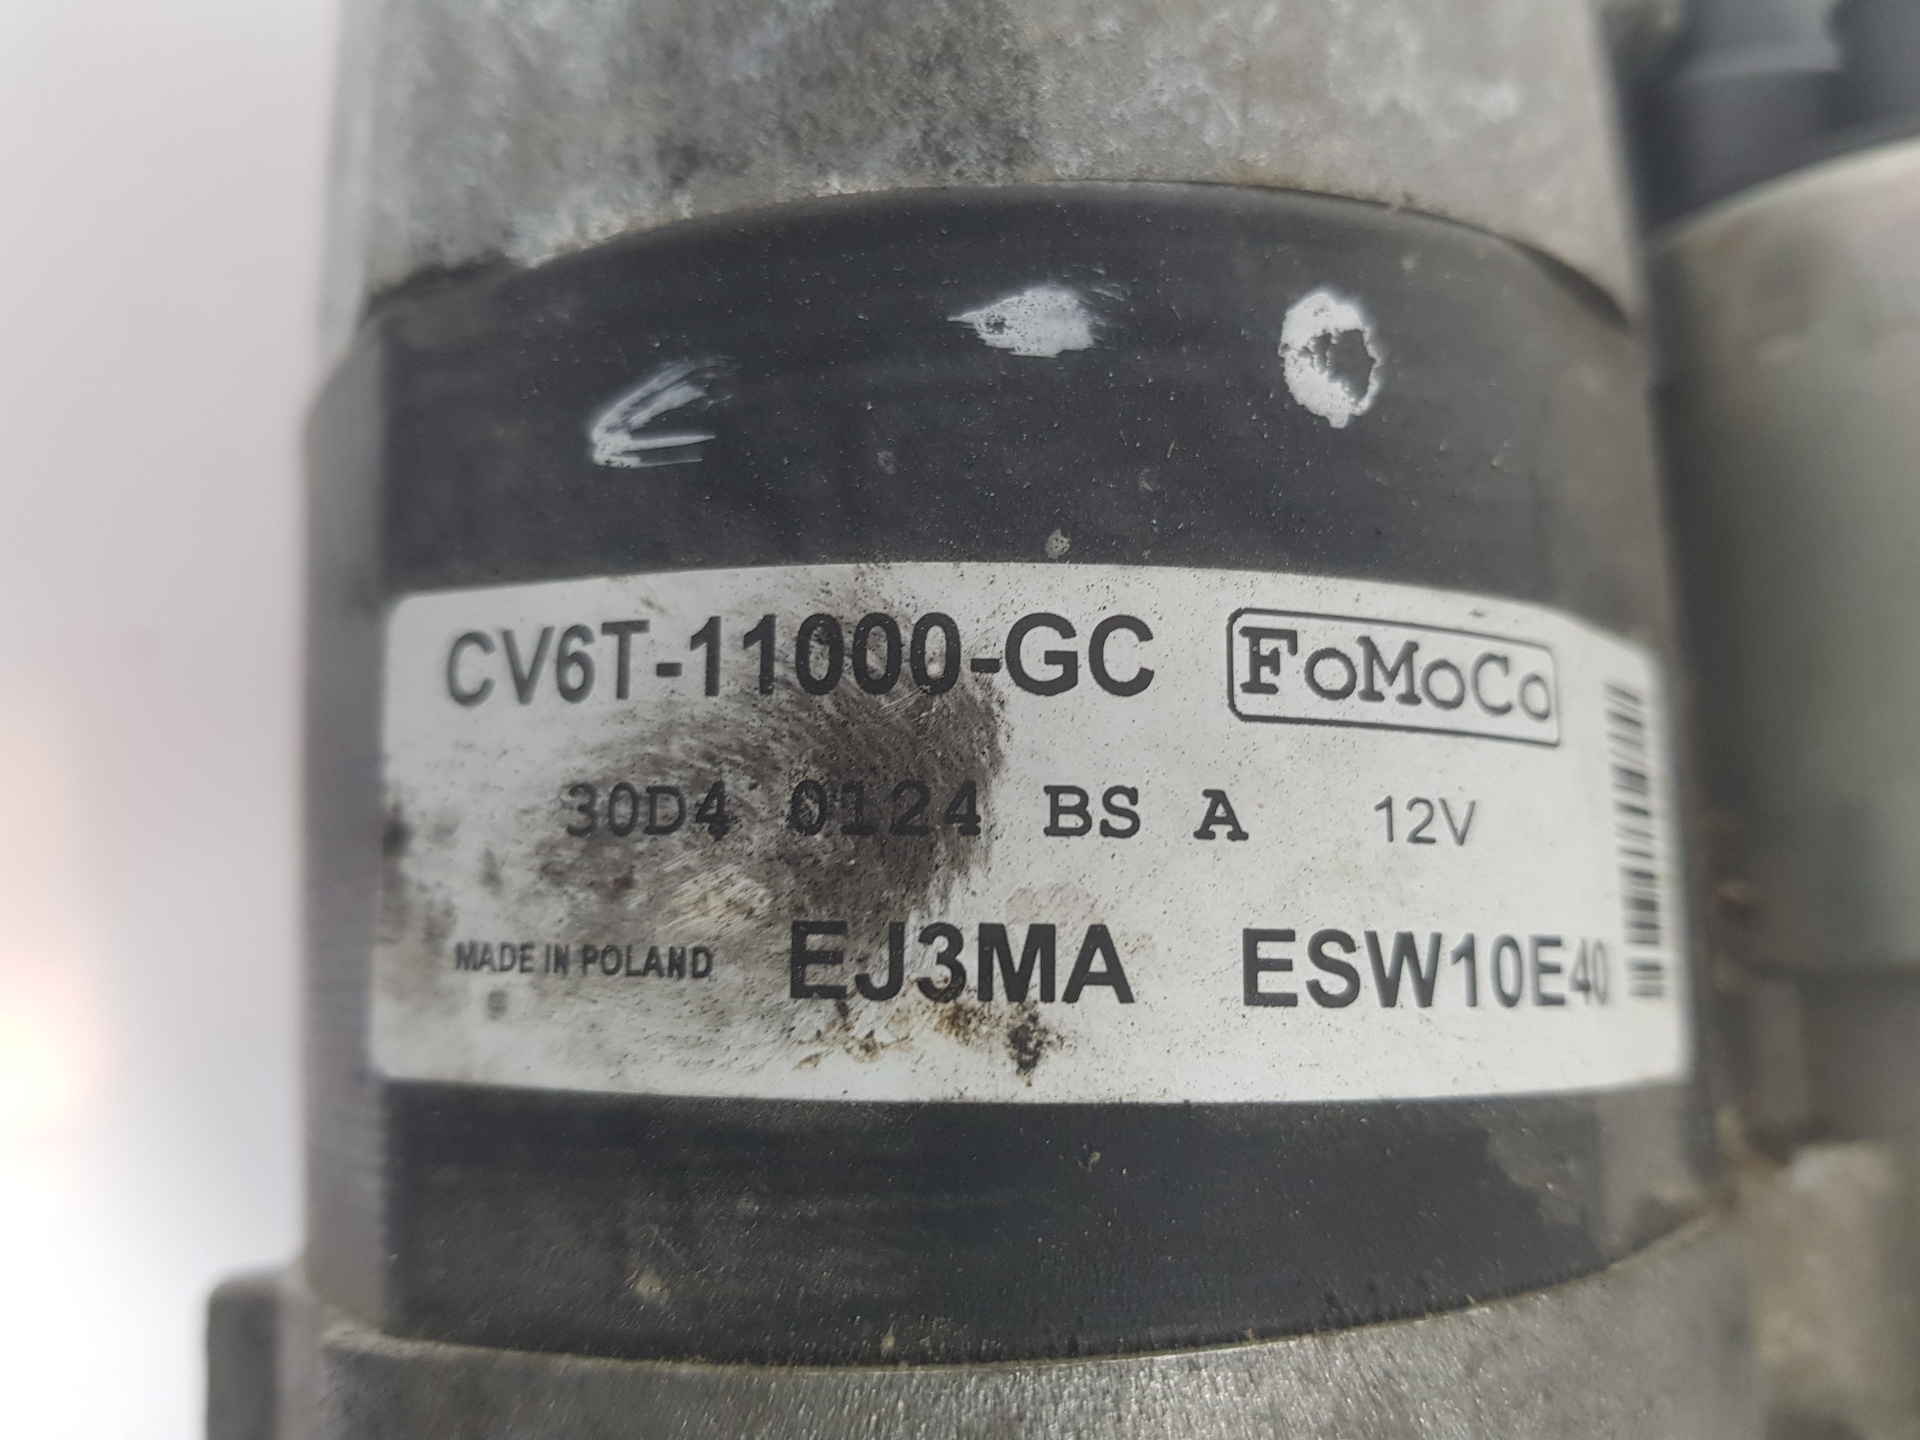 CV6T-11000-GC FoMoCo
30D4 0124 BS A 12V
MADE IN POLAND EJ3MA ESW10E40